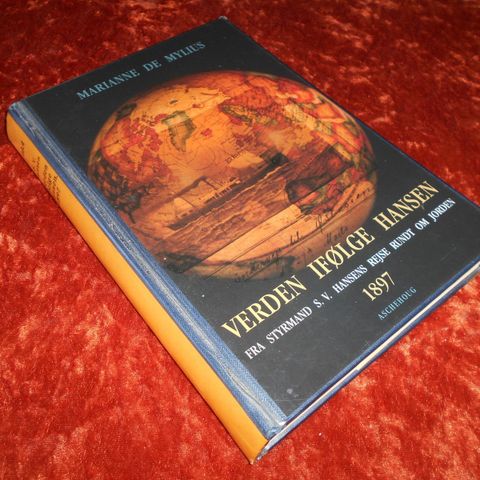 MARIANNE DE MYLIUS
VERDEN IFØLGE HANSEN
FRA STYRMAND S. V. HANSENS REJSE RUNDT OM JORDEN
1897
ASCHEHOUG